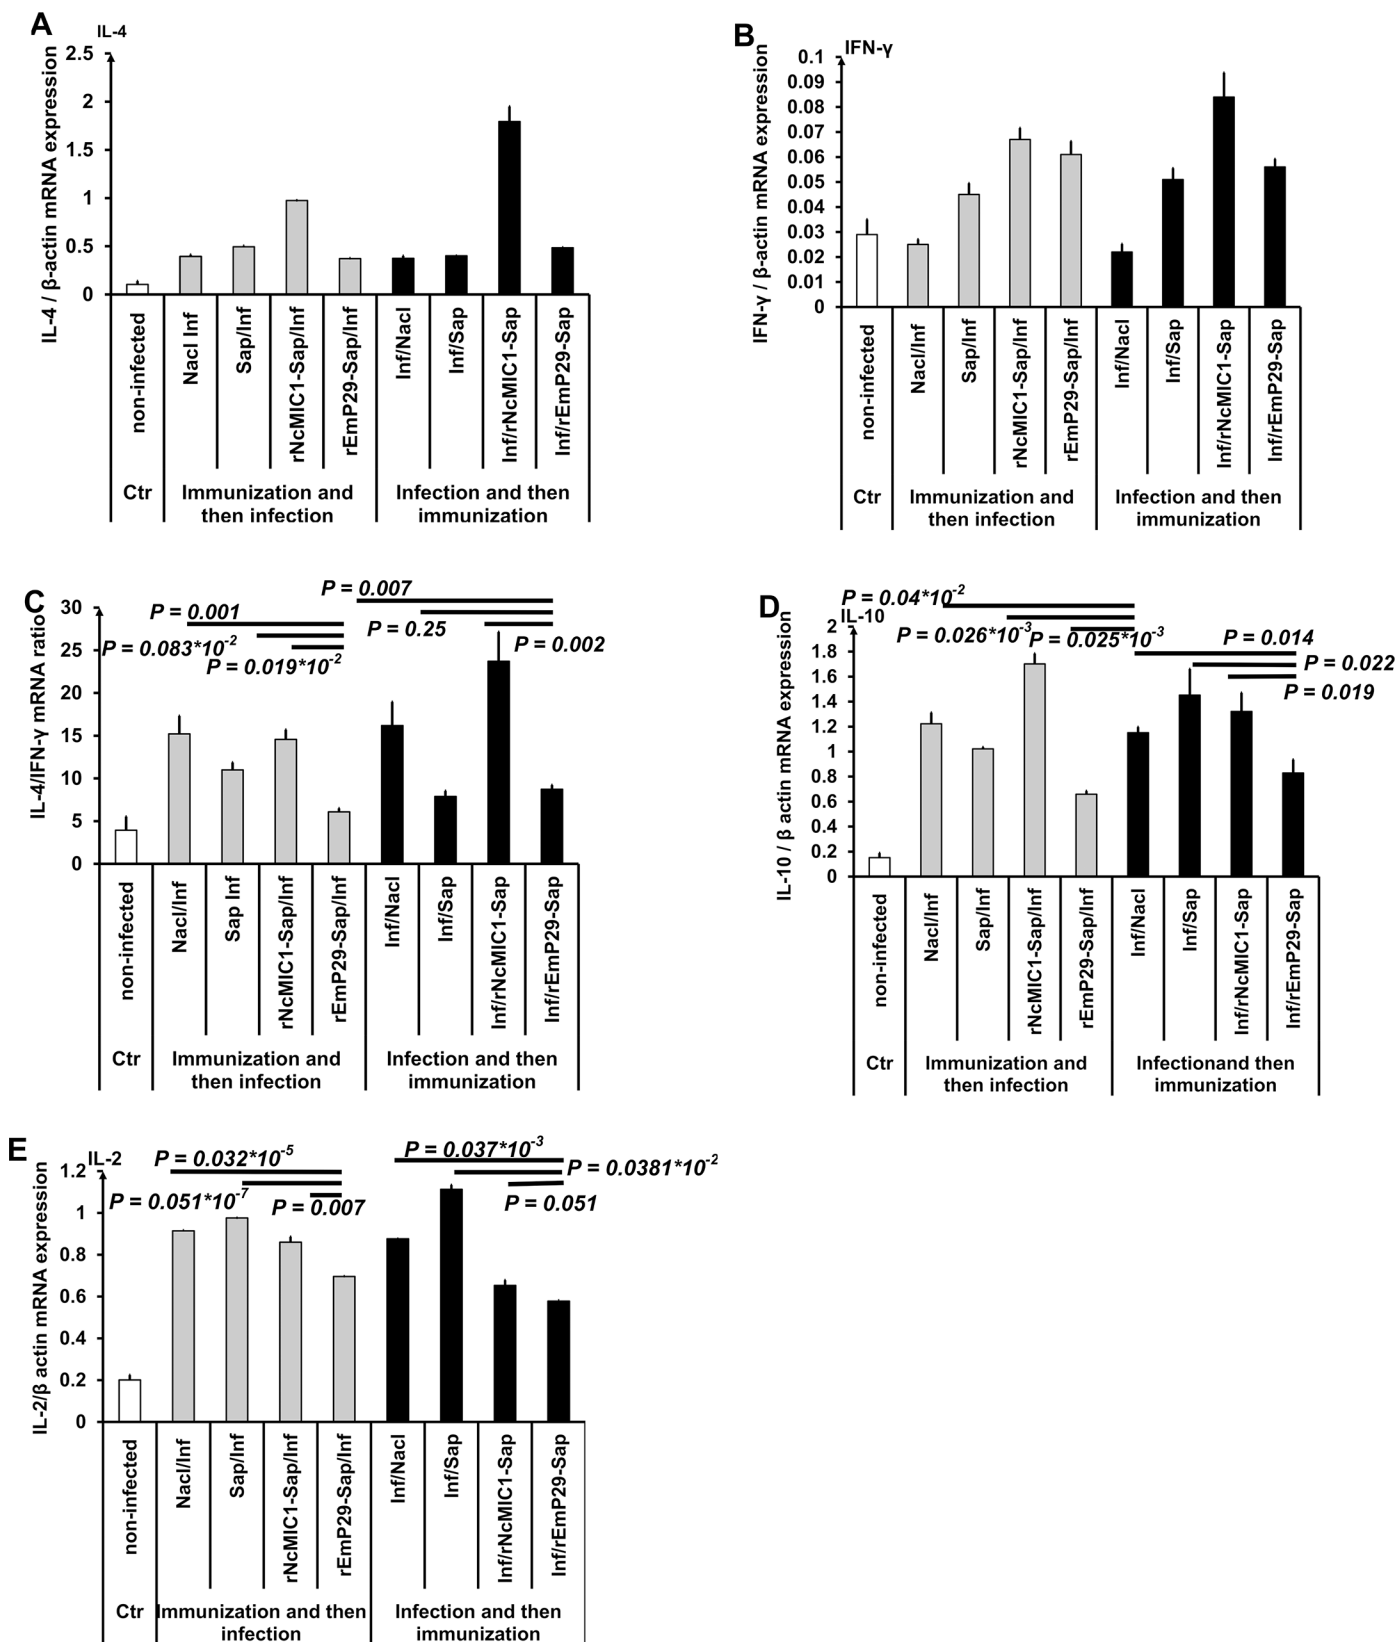 A
IL-4
IL-4 / β-actin mRNA expression
2.5
2
1.5
1
0.5
0
non-infected
Nacl Inf
Sap/Inf
rNcMIC1-Sap/Inf
rEmP29-Sap/Inf
Inf/Nacl
Inf/Sap
Inf/rNcMIC1-Sap
Inf/rEmP29-Sap
Ctr
Immunization and
then infection
Infection and then
immunization
B
IFN-γ
IFN-γ / β-actin mRNA expression
0.1
0.09
0.08
0.07
0.06
0.05
0.04
0.03
0.02
0.01
0
non-infected
Nacl/Inf
Sap/Inf
rNcMIC1-Sap/Inf
rEmP29-Sap/Inf
Inf/Nacl
Inf/Sap
Inf/rNcMIC1-Sap
Inf/rEmP29-Sap
Ctr
Immunization and
then infection
Infection and then
immunization
C
IL-4/IFN-γ mRNA ratio
30
25
20
15
10
5
0
P = 0.007
P = 0.001
P = 0.25
P = 0.083*10-2
P = 0.002
P = 0.019*10-2
non-infected
Nacl/Inf
Sap Inf
rNcMIC1-Sap/Inf
rEmP29-Sap/Inf
Inf/Nacl
Inf/Sap
Inf/rNcMIC1-Sap
Inf/rEmP29-Sap
Ctr
Immunization and
then infection
Infection and then
immunization
D
IL-10
IL-10 / β actin mRNA expression
2
1.8
1.6
1.4
1.2
1
0.8
0.6
0.4
0.2
0
P = 0.04*10-2
P = 0.026*10-3
P = 0.025*10-3
P = 0.014
P = 0.022
P = 0.019
non-infected
Nacl/Inf
Sap/Inf
rNcMIC1-Sap/Inf
rEmP29-Sap/Inf
Inf/Nacl
Inf/Sap
Inf/rNcMIC1-Sap
Inf/rEmP29-Sap
Ctr
Immunization and
then infection
Infectionand then
immunization
E
IL-2
IL-2/β actin mRNA expression
1.2
1
0.8
0.6
0.4
0.2
0
P = 0.032*10-5
P = 0.037*10-3
P = 0.0381*10-2
P = 0.051*10-7
P = 0.007
P = 0.051
non-infected
Nacl/Inf
Sap/Inf
rNcMIC1-Sap/Inf
rEmP29-Sap/Inf
Inf/Nacl
Inf/Sap
Inf/rNcMIC1-Sap
Inf/rEmP29-Sap
Ctr
Immunization and then
infection
Infection and then
immunization